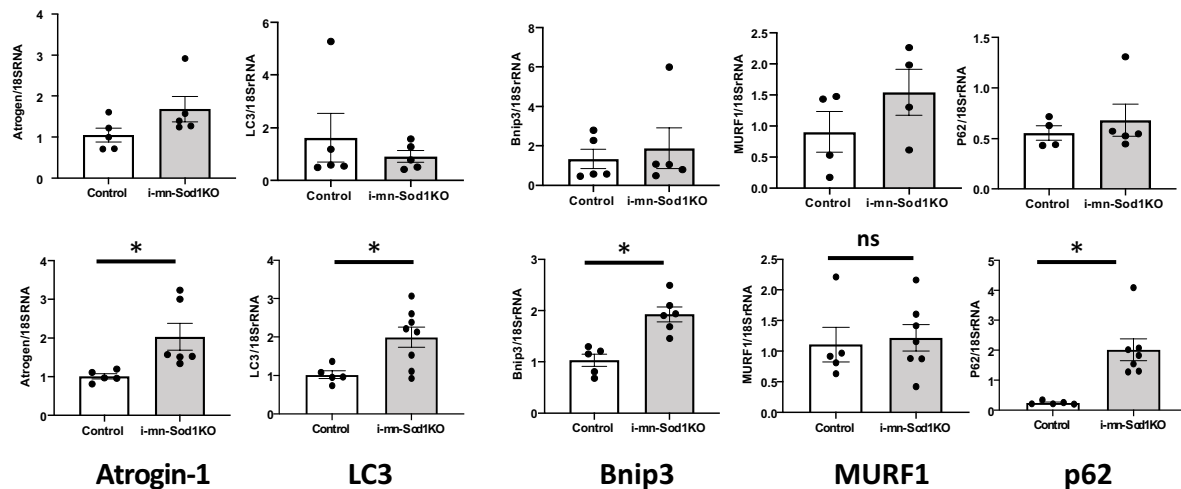 Atrogen/18SRNA
4
3
2
1
0
Control i-mn-Sod1KO
LC3/18SrRNA
6
4
2
0
Control i-mn-Sod1KO
Bnip3/18SrRNA
8
6
4
2
0
Control i-mn-Sod1KO
MURF1/18SrRNA
2.5
2.0
1.5
1.0
0.5
0.0
Control i-mn-Sod1KO
P62/18SrRNA
1.5
1.0
0.5
0.0
Control i-mn-Sod1KO
*
Atrogen/18SRNA
4
3
2
1
0
Control i-mn-Sod1KO
*
LC3/18SrRNA
4
3
2
1
0
Control i-mn-Sod1KO
*
Bnip3/18SrRNA
3
2
1
0
Control i-mn-Sod1KO
ns
MURF1/18SrRNA
2.5
2.0
1.5
1.0
0.5
0.0
Control i-mn-Sod1KO
*
P62/18SrRNA
5
4
3
2
1
0
Control i-mn-Sod1KO
Atrogin-1 LC3 Bnip3 MURF1 p62